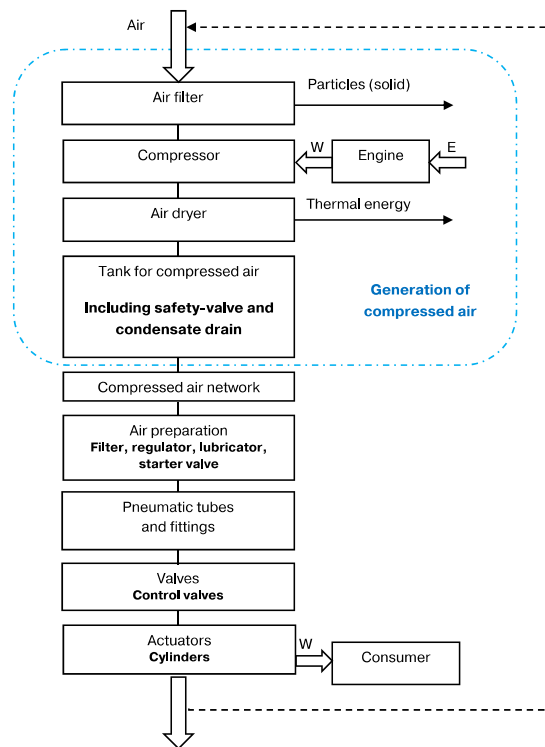 Air
Air filter
Particles (solid)
Compressor
W
Engine
E
Air dryer
Thermal energy
Tank for compressed air
Including safety-valve and
condensate drain
Generation of
compressed air
Compressed air network
Air preparation
Filter, regulator, lubricator,
starter valve
Pneumatic tubes
and fittings
Valves
Control valves
Actuators
Cylinders
W
Consumer